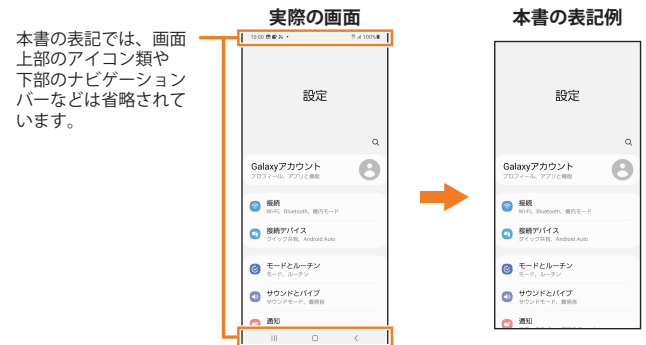 実際の画面
本書の表記例
本書の表記では、画面
上部のアイコン類や
下部のナビゲーション
バーなどは省略されて
います。
10:00
100%
設定
Galaxyアカウント
プロフィール、アプリと機能
接続
Wi-Fi、Bluetooth、機内モード
接続デバイス
クイック共有、Android Auto
モードとルーチン
モード、ルーチン
サウンドとバイブ
サウンドモード、着信音
通知
設定
Galaxyアカウント
プロフィール、アプリと機能
接続
Wi-Fi、Bluetooth、機内モード
接続デバイス
クイック共有、Android Auto
モードとルーチン
モード、ルーチン
サウンドとバイブ
サウンドモード、着信音
通知